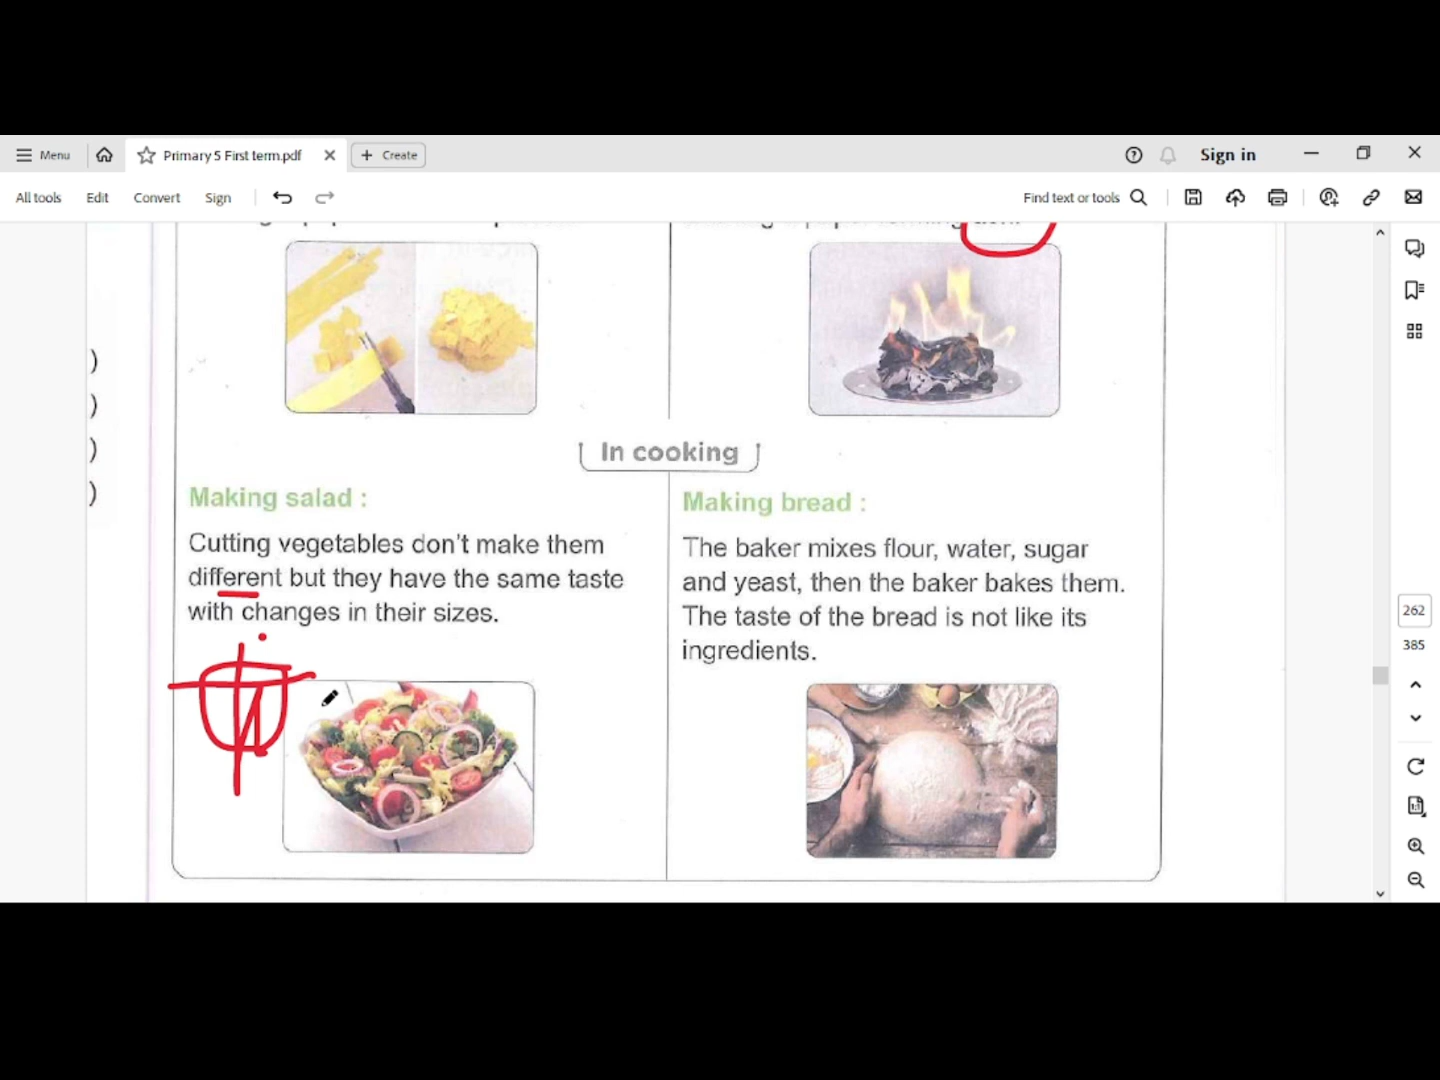 Menu
Primary 5 First term.pdf
Create
Sign in
All tools
Edit
Convert
Sign
Find text or tools
)
)
)
)
In cooking
Making salad :
Cutting vegetables don't make them
different but they have the same taste
with changes in their sizes.
Making bread :
The baker mixes flour, water, sugar
and yeast, then the baker bakes them.
The taste of the bread is not like its
ingredients.
262
385